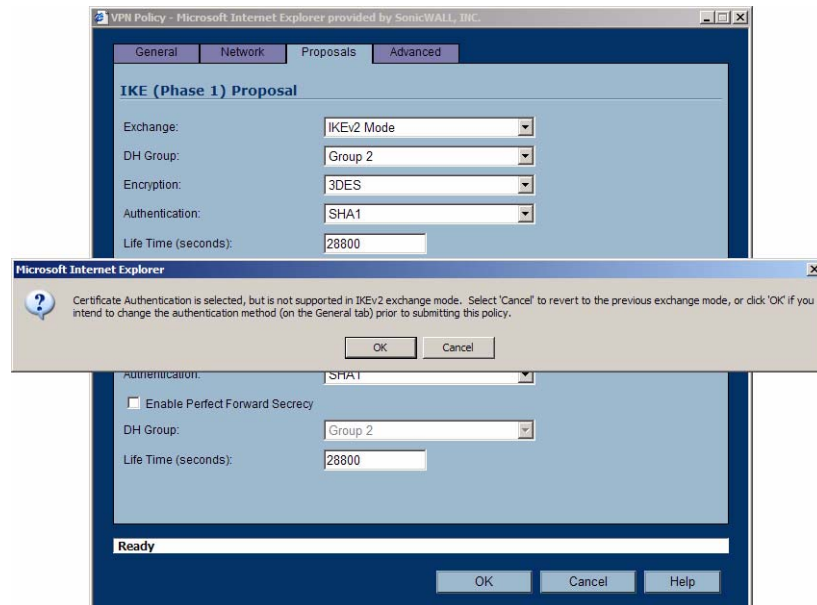 VPN Policy - Microsoft Internet Explorer provided by SonicWALL, INC.
General Network Proposals Advanced
IKE (Phase 1) Proposal
Exchange: IKEv2 Mode
DH Group: Group 2
Encryption: 3DES
Authentication: SHA1
Life Time (seconds): 28800
Microsoft Internet Explorer
Certificate Authentication is selected, but is not supported in IKEv2 exchange mode. Select 'Cancel' to revert to the previous exchange mode, or click 'OK' if you
intend to change the authentication method (on the General tab) prior to submitting this policy.
OK Cancel
Authentication: SHA1
Enable Perfect Forward Secrecy
DH Group: Group 2
Life Time (seconds): 28800
Ready
OK Cancel Help